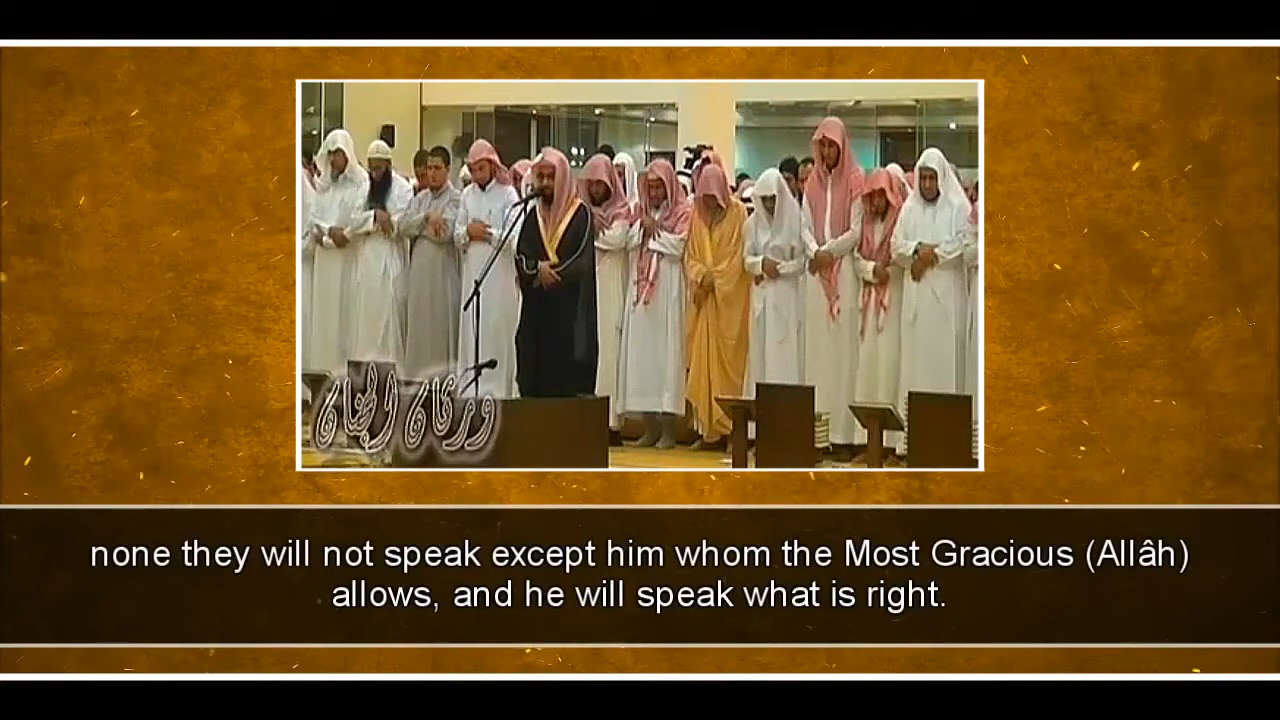 الجنان
none they will not speak except him whom the Most Gracious (Allâh)
allows, and he will speak what is right.